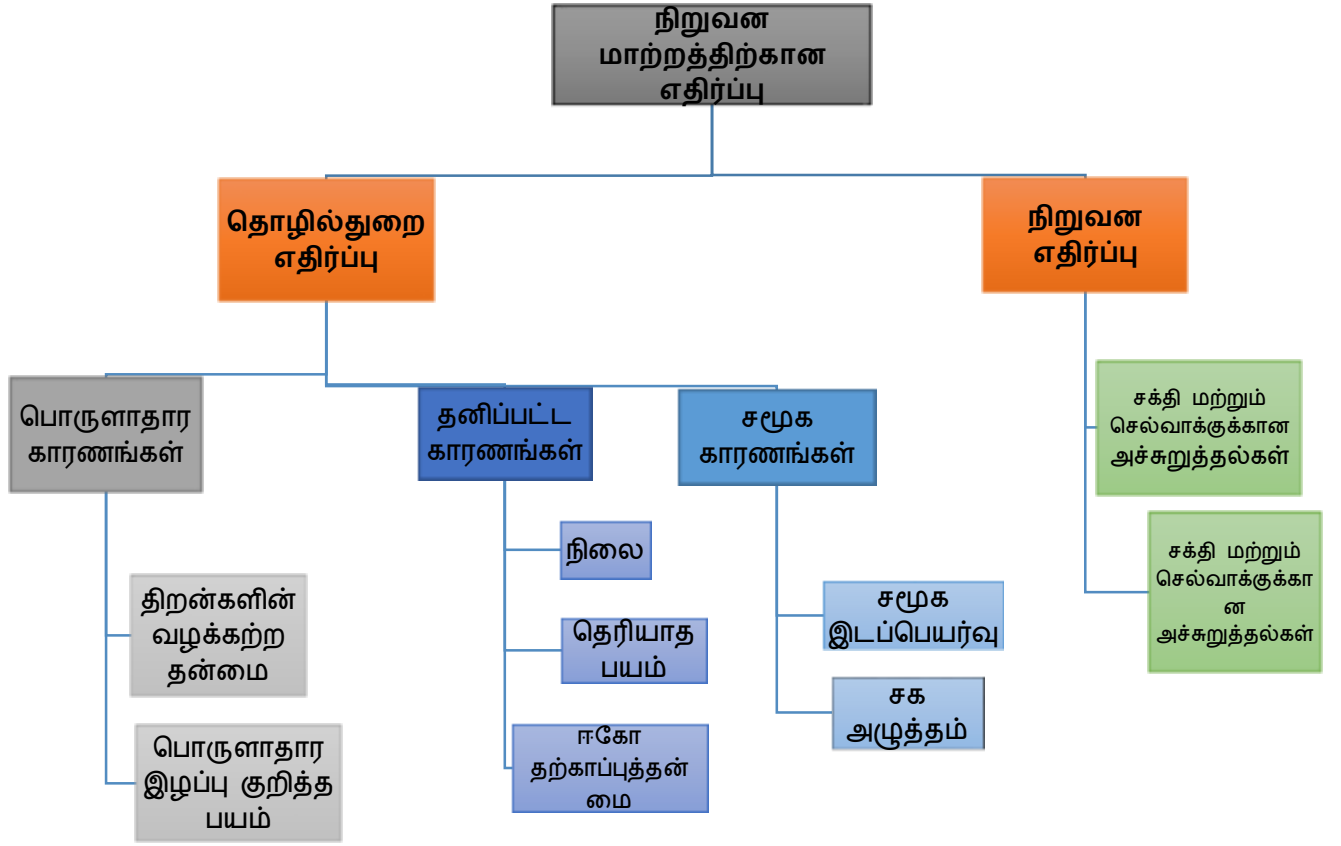 நிறுவன
மாற்றத்திற்கான
எதிர்ப்பு
தொழில்துறை
எதிர்ப்பு
நிறுவன
எதிர்ப்பு
பொருளாதார
காரணங்கள்
தனிப்பட்ட
காரணங்கள்
சமூக
காரணங்கள்
சக்தி மற்றும்
செல்வாக்குக்கான
அச்சுறுத்தல்கள்
நிலை
சக்தி மற்றும்
செல்வாக்குக்கா
ன
அச்சுறுத்தல்கள்
திறன்களின்
வழக்கற்ற
தன்மை
தெரியாத
பயம்
சமூக
இடப்பெயர்வு
பொருளாதார
இழப்பு குறித்த
பயம்
ஈகோ
தற்காப்புத்தன்
மை
சக
அழுத்தம்